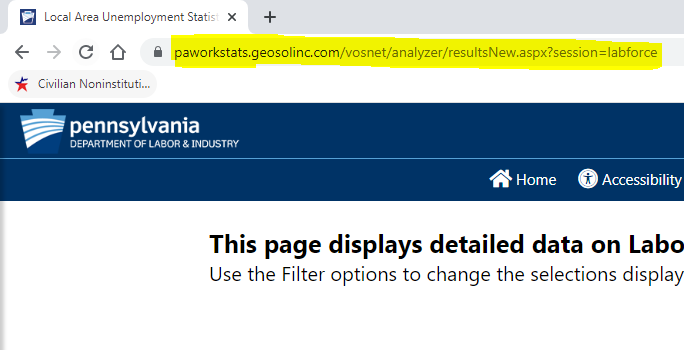 Local Area Unemployment Statist
paworkstats.geosolinc.com/vosnet/analyzer/resultsNew.aspx?session=labforce
Civilian Noninstituti...
pennsylvania
DEPARTMENT OF LABOR & INDUSTRY
Home Accessibility
This page displays detailed data on Labo
Use the Filter options to change the selections display